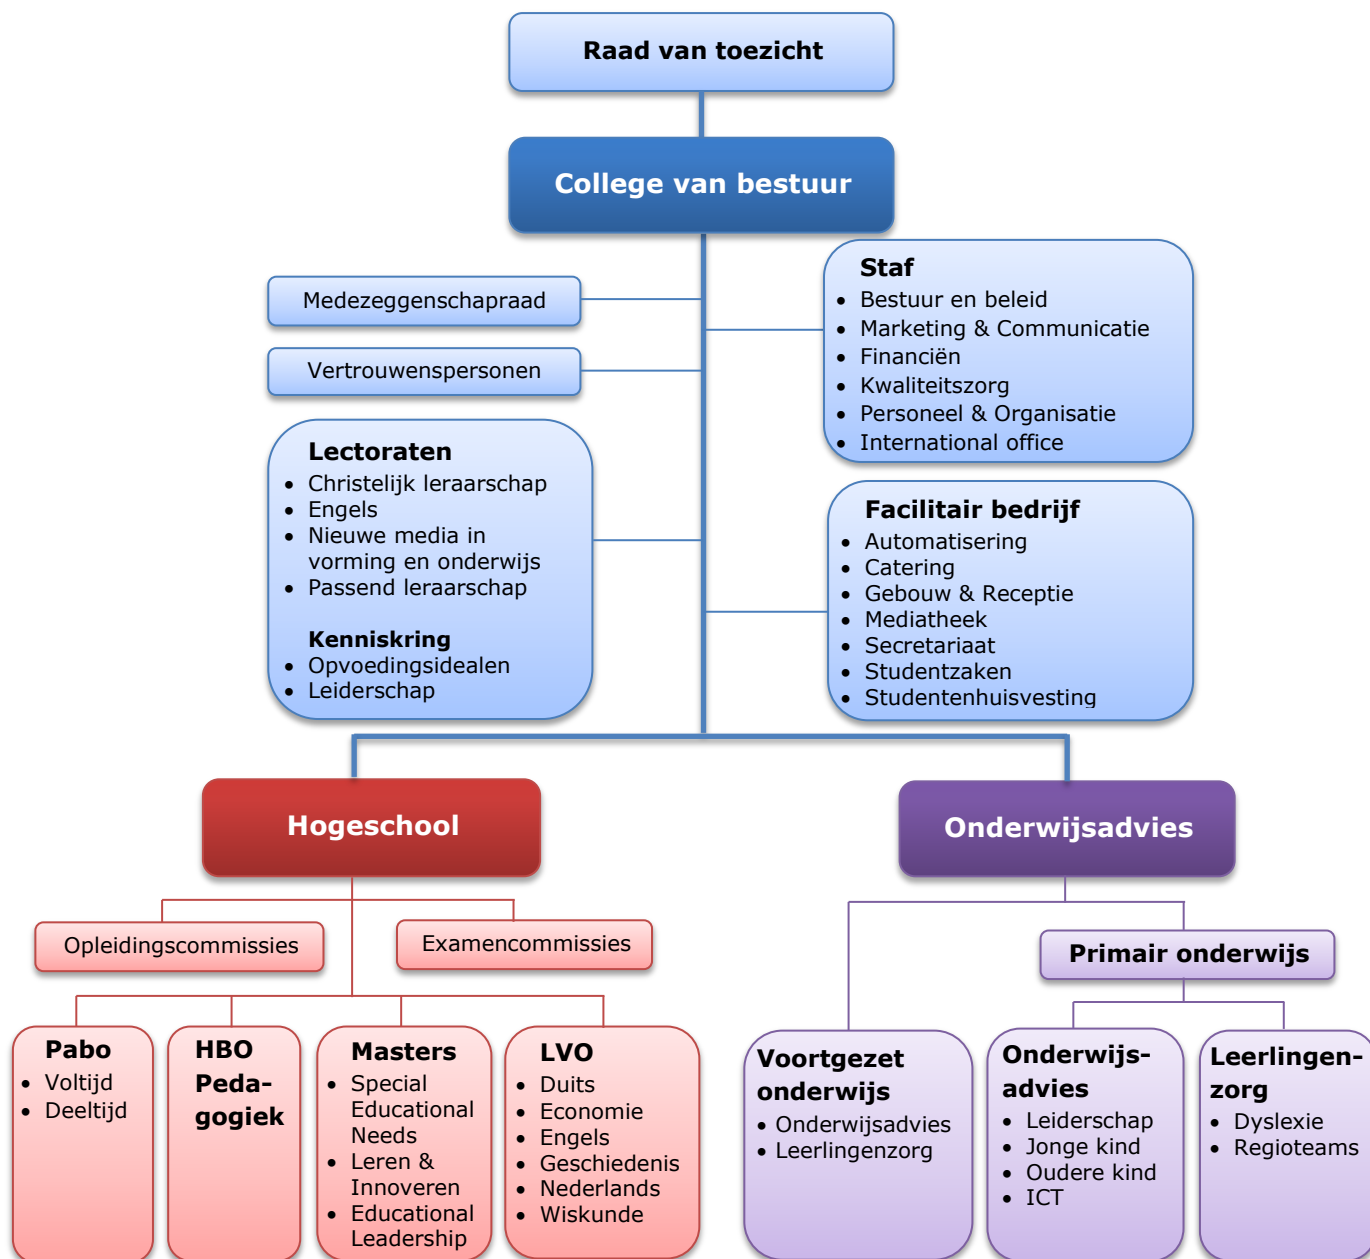 Raad van toezicht
College van bestuur
Medezeggenschapraad
Vertrouwenspersonen
Staf
• Bestuur en beleid
• Marketing & Communicatie
• Financiën
• Kwaliteitszorg
• Personeel & Organisatie
• International office
Lectoraten
• Christelijk leraarschap
• Engels
• Nieuwe media in
vorming en onderwijs
• Passend leraarschap
Kenniskring
• Opvoedingsidealen
• Leiderschap
Facilitair bedrijf
• Automatisering
• Catering
• Gebouw & Receptie
• Mediatheek
• Secretariaat
• Studentzaken
• Studentenhuisvesting
Hogeschool
Onderwijsadvies
Opleidingscommissies
Examencommissies
Primair onderwijs
Pabo
• Voltijd
• Deeltijd
HBO
Peda-
gogiek
Masters
• Special
Educational
Needs
• Leren &
Innoveren
• Educational
Leadership
LVO
• Duits
• Economie
• Engels
• Geschiedenis
• Nederlands
• Wiskunde
Voortgezet
onderwijs
• Onderwijsadvies
• Leerlingenzorg
Onderwijs-
advies
• Leiderschap
• Jonge kind
• Oudere kind
• ICT
Leerlingen-
zorg
• Dyslexie
• Regioteams